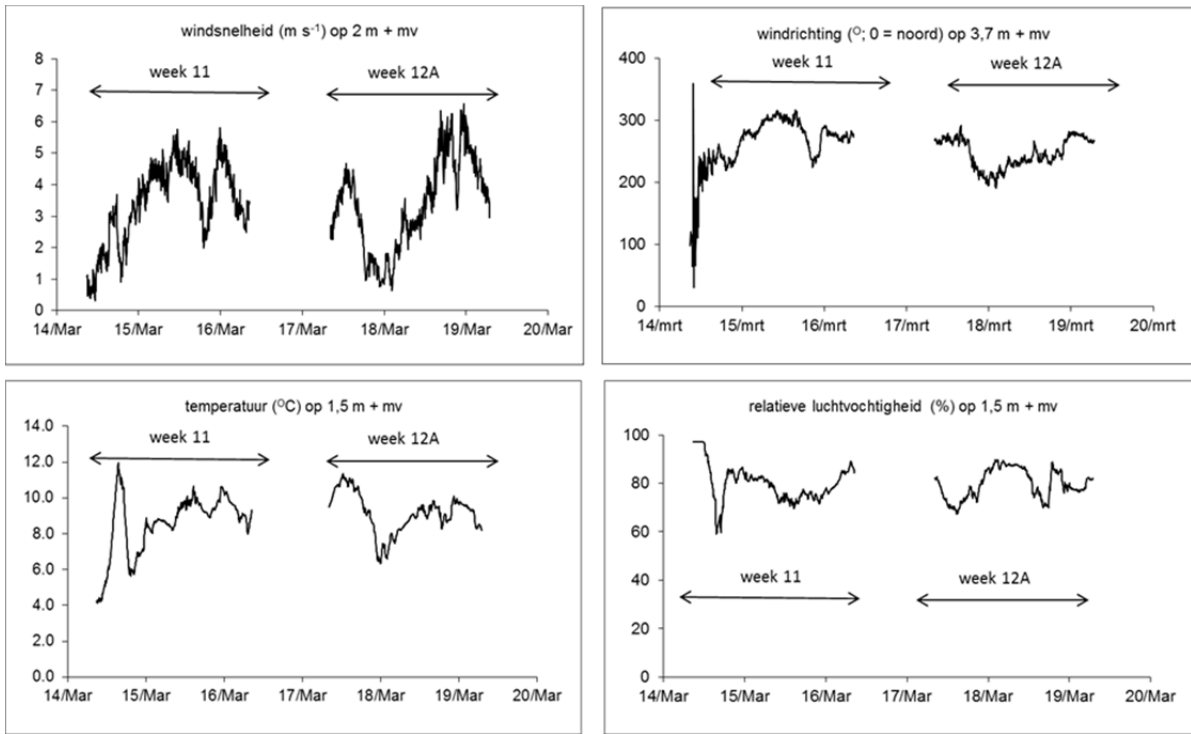 windsnelheid (m s⁻¹) op 2 m + mv
8
7
6
5
4
3
2
1
0
week 11
week 12A
14/Mar 15/Mar 16/Mar 17/Mar 18/Mar 19/Mar 20/Mar
windrichting (ᴼ; 0 = noord) op 3,7 m + mv
400
300
200
100
0
week 11
week 12A
14/mrt 15/mrt 16/mrt 17/mrt 18/mrt 19/mrt 20/mrt
temperatuur (ᴼC) op 1,5 m + mv
14.0
12.0
10.0
8.0
6.0
4.0
2.0
0.0
week 11
week 12A
14/Mar 15/Mar 16/Mar 17/Mar 18/Mar 19/Mar 20/Mar
relatieve luchtvochtigheid (%) op 1,5 m + mv
100
80
60
40
20
0
week 11
week 12A
14/Mar 15/Mar 16/Mar 17/Mar 18/Mar 19/Mar 20/Mar